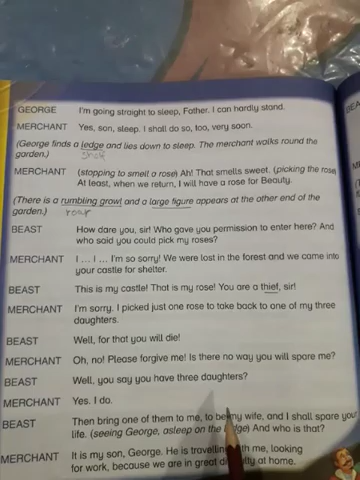 GEORGE I'm going straight to sleep, Father. I can hardly stand.
MERCHANT Yes, son, sleep. I shall do so, too, very soon.
(George finds a ledge and lies down to sleep. The merchant walks round the
garden.) shelf
MERCHANT (stopping to smell a rose) Ah! That smells sweet. (picking the rose)
At least, when we return, I will have a rose for Beauty.
(There is a rumbling growl and a large figure appears at the other end of the
garden.) roar
BEAST How dare you, sir! Who gave you permission to enter here? And
who said you could pick my roses?
MERCHANT I ... I ... I'm so sorry! We were lost in the forest and we came into
your castle for shelter.
BEAST This is my castle! That is my rose! You are a thief, sir!
MERCHANT I'm sorry. I picked just one rose to take back to one of my three
daughters.
BEAST Well, for that you will die!
MERCHANT Oh, no! Please forgive me! Is there no way you will spare me?
BEAST Well, you say you have three daughters?
MERCHANT Yes. I do.
BEAST Then bring one of them to me, to be my wife, and I shall spare your
life. (seeing George, asleep on the ledge) And who is that?
MERCHANT It is my son, George. He is travelling with me, looking
for work, because we are in great difficulty at home.
BEA